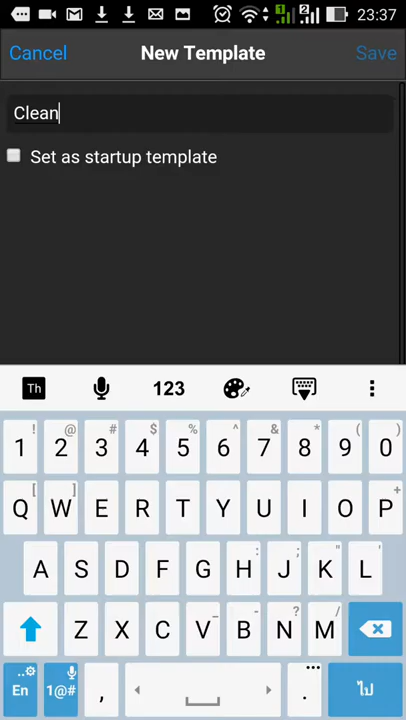 23:37
Cancel New Template Save
Clean
Set as startup template
Th 123
! @ # $ % ^ & * ( )
1 2 3 4 5 6 7 8 9 0
[ ] +
Q W E R T Y U I O P
: ; " '
A S D F G H J K L
_ - ? /
Z X C V B N M
En 1@# , . ไป